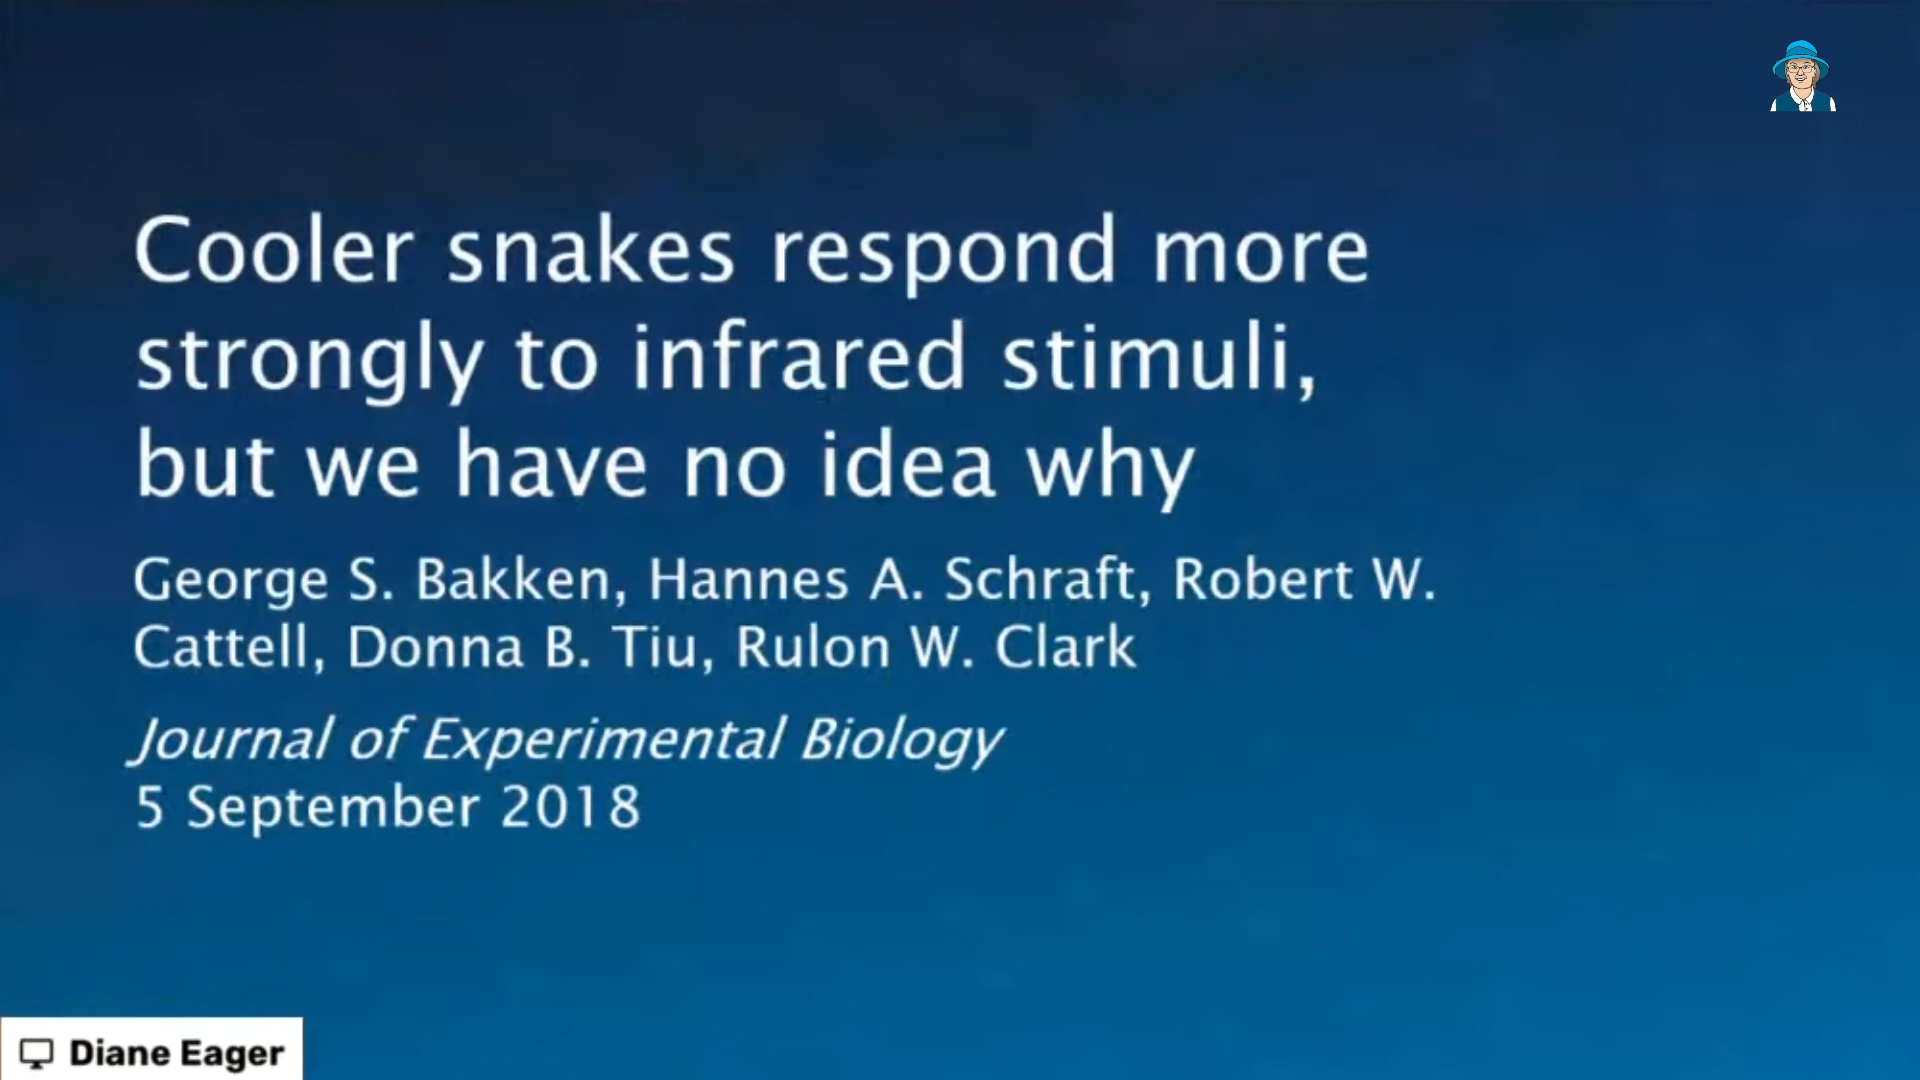 Cooler snakes respond more
strongly to infrared stimuli,
but we have no idea why
George S. Bakken, Hannes A. Schraft, Robert W.
Cattell, Donna B. Tiu, Rulon W. Clark
Journal of Experimental Biology
5 September 2018
Diane Eager